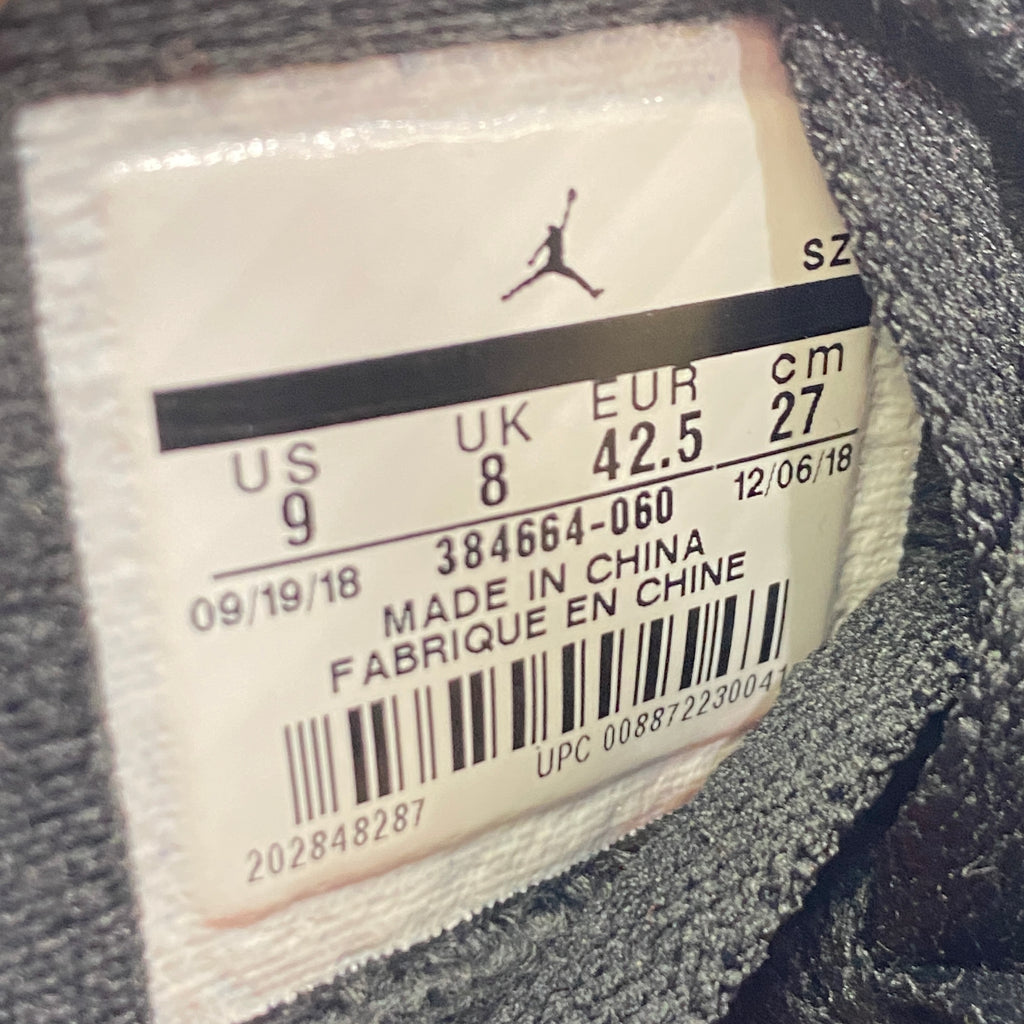 SZ
US UK EUR cm
9 8 42.5 27
09/19/18 384664-060 12/06/18
MADE IN CHINA
FABRIQUE EN CHINE
202848287 UPC 00887223004